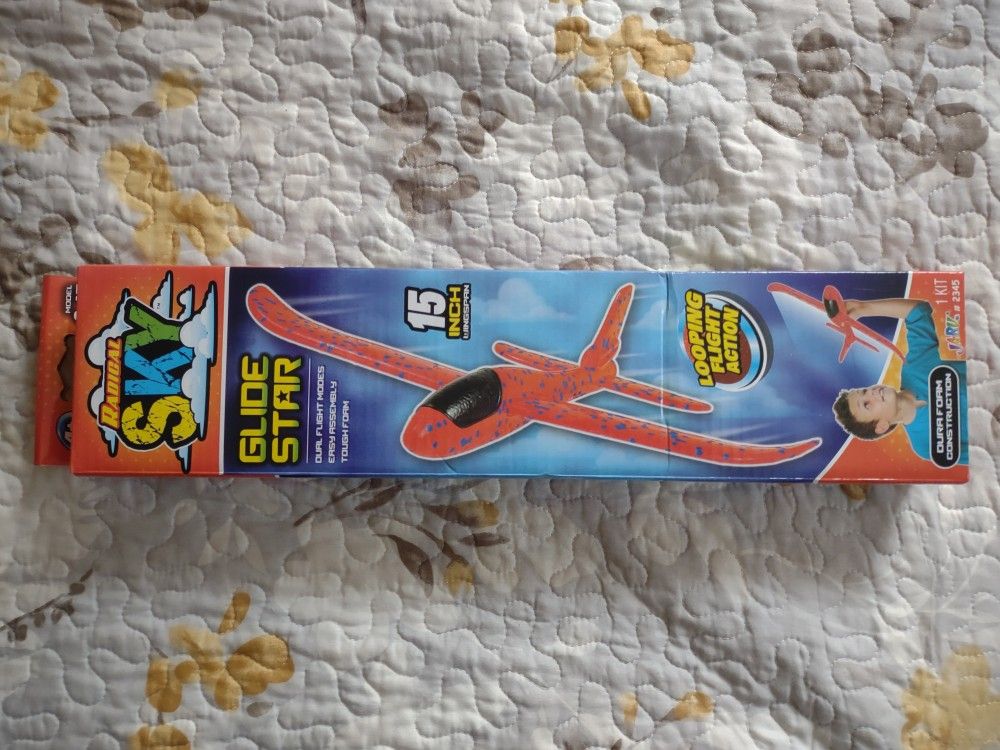 MODEL
RADICAL
SKY
GLIDE
STAR
DUAL FLIGHT MODES
EASY ASSEMBLY
TOUGH FOAM
15
INCH
WINGSPAN
LOOPING
FLIGHT
ACTION
JA-RU
1 KIT
# 2345
DURA FOAM
CONSTRUCTION